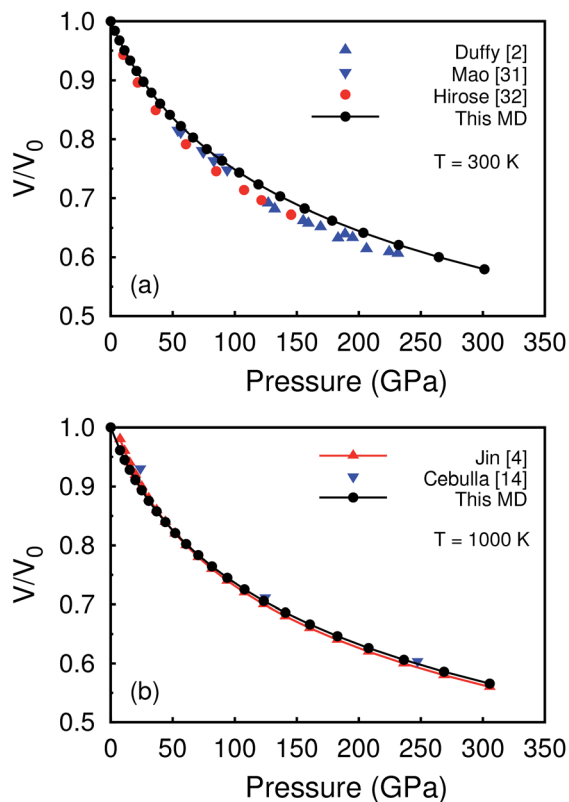 1.0
0.9
0.8
0.7
0.6
0.5
V/V0
Duffy [2]
Mao [31]
Hirose [32]
This MD
T = 300 K
(a)
0 50 100 150 200 250 300 350
Pressure (GPa)
1.0
0.9
0.8
0.7
0.6
0.5
V/V0
Jin [4]
Cebulla [14]
This MD
T = 1000 K
(b)
0 50 100 150 200 250 300 350
Pressure (GPa)